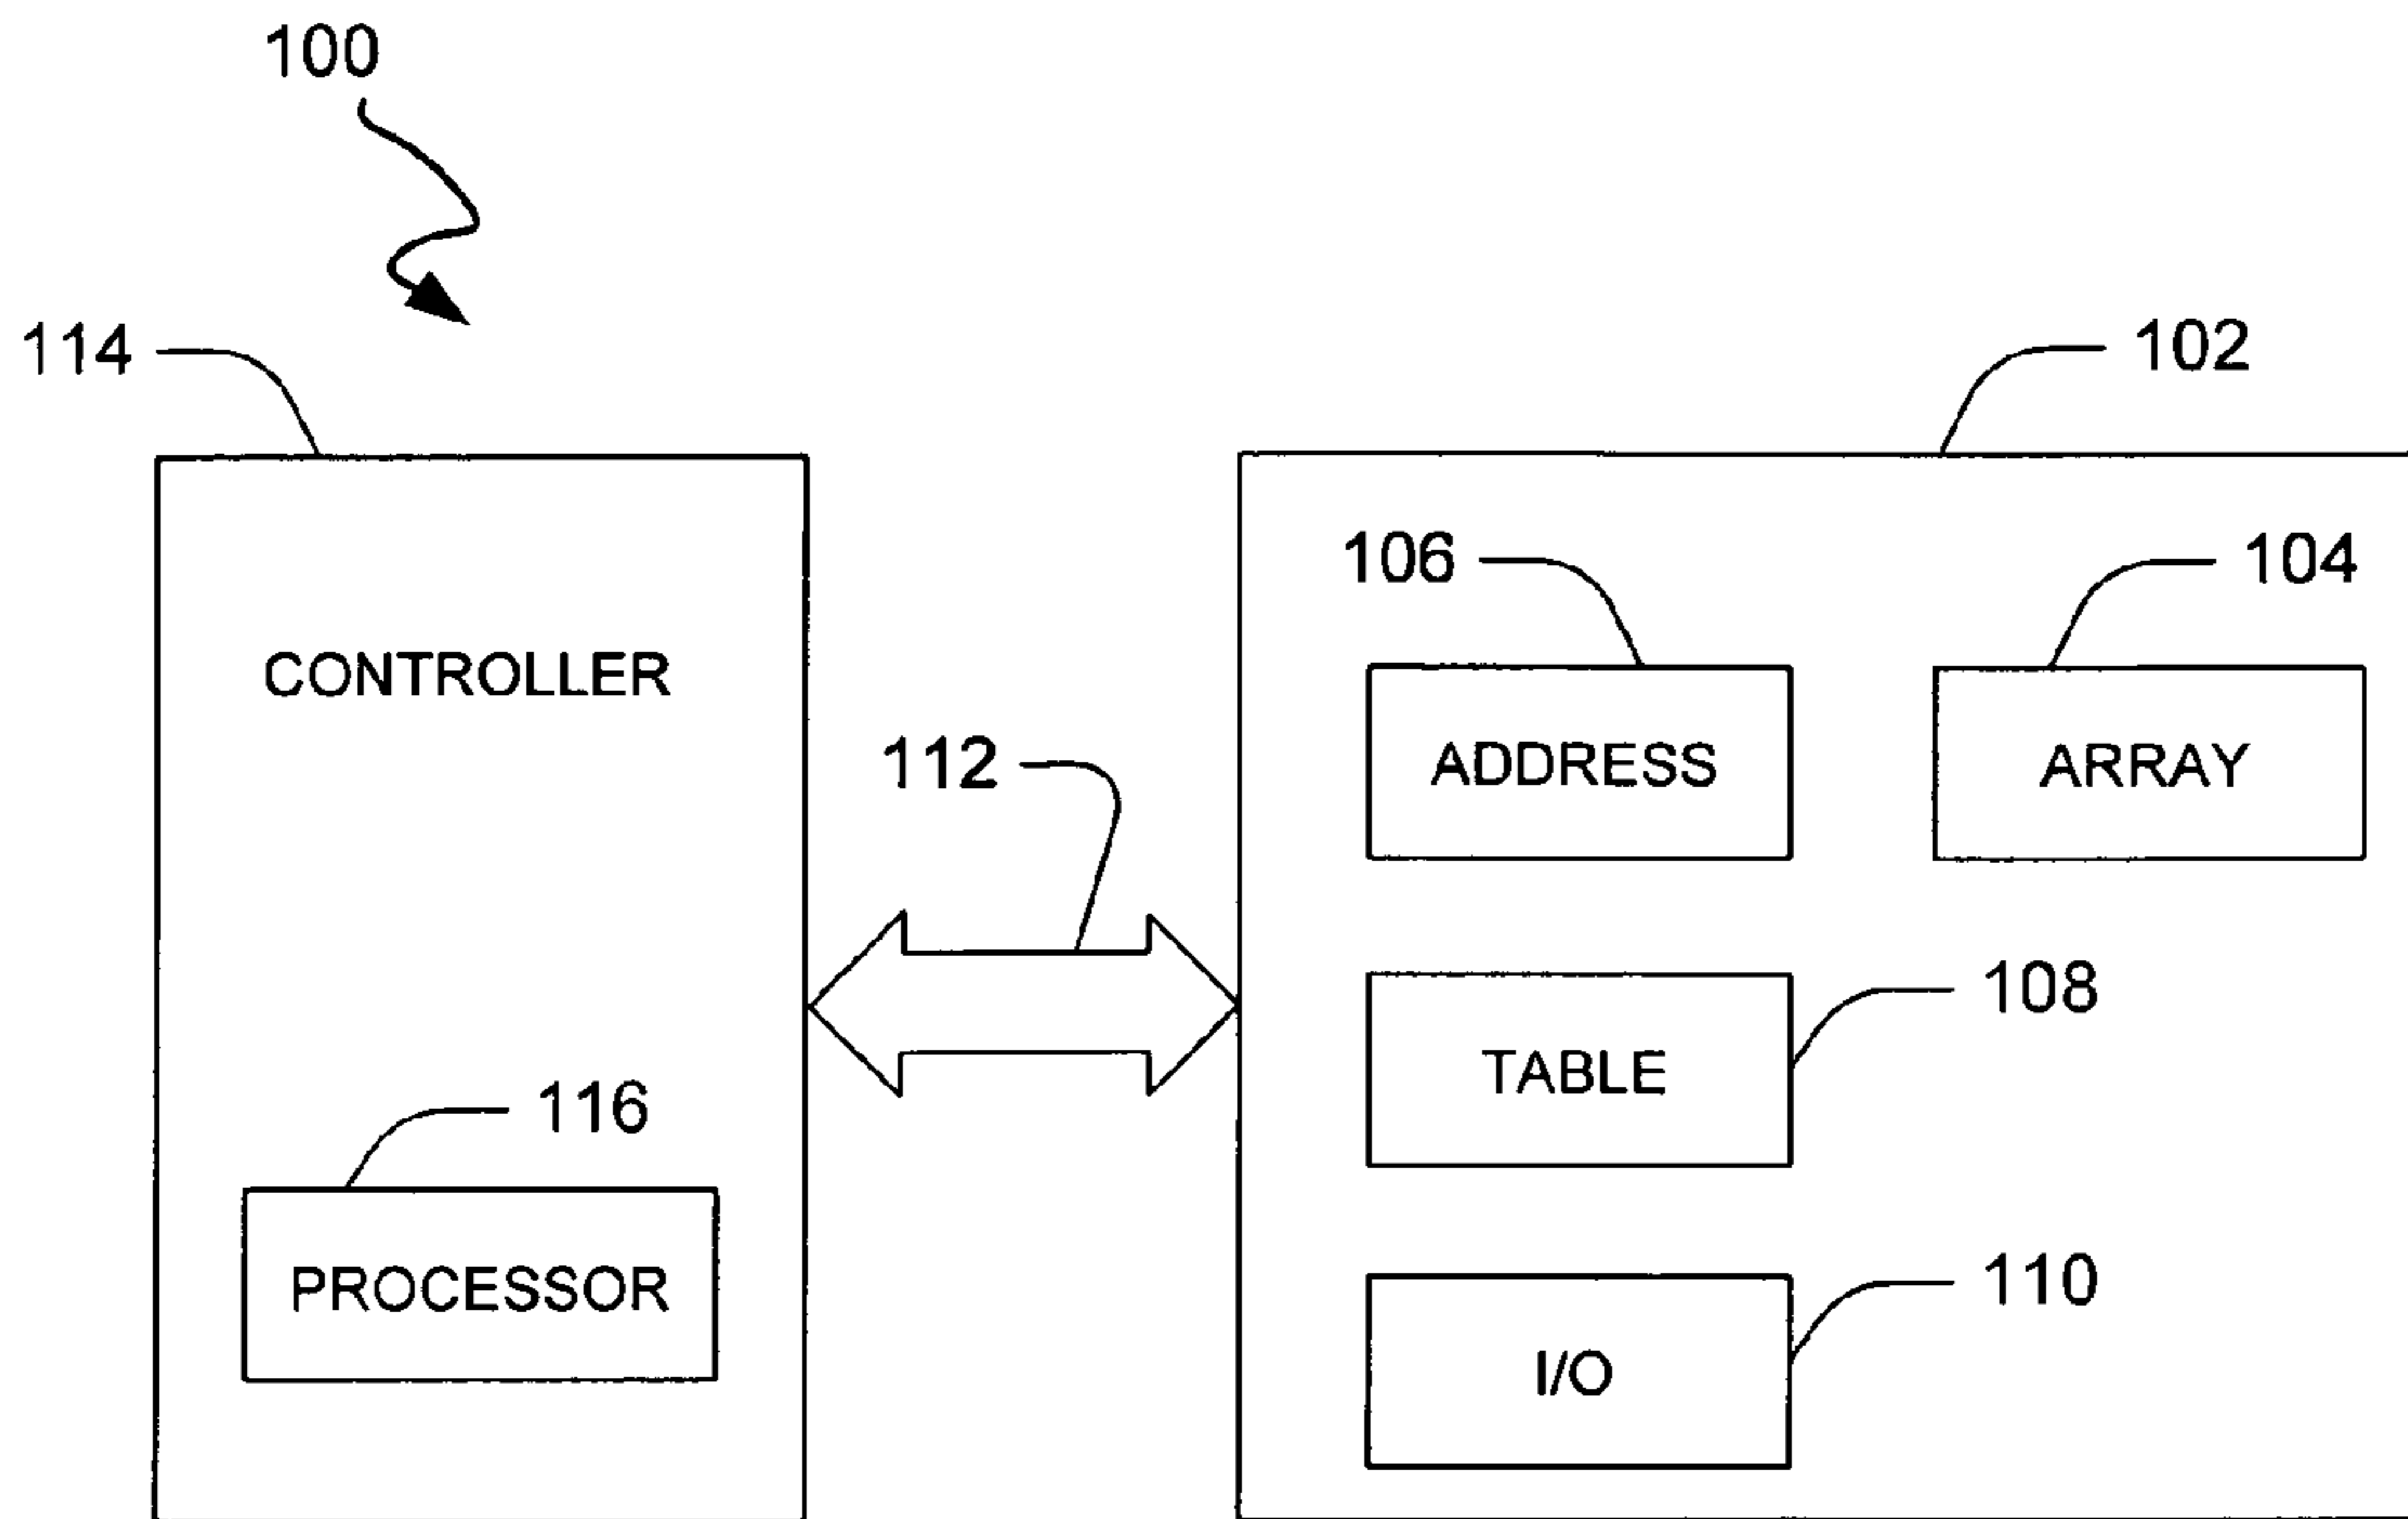 100
114
102
106
104
CONTROLLER
112
ADDRESS
ARRAY
108
TABLE
116
PROCESSOR
110
I/O